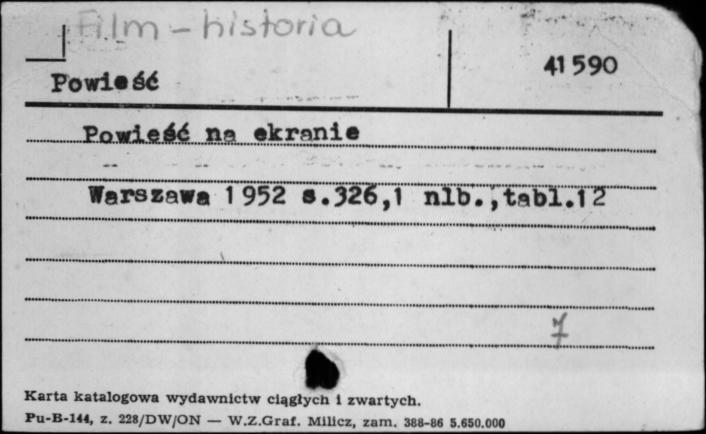 Film - historia
41590
Powieść
Powieść na ekranie
Warszawa 1952 s.326,1 nlb.,tabl.12
7
Karta katalogowa wydawnictw ciągłych i zwartych.
Pu-B-144, z. 228/DW/ON — W.Z.Graf. Milicz, zam. 388-86 5.650.000